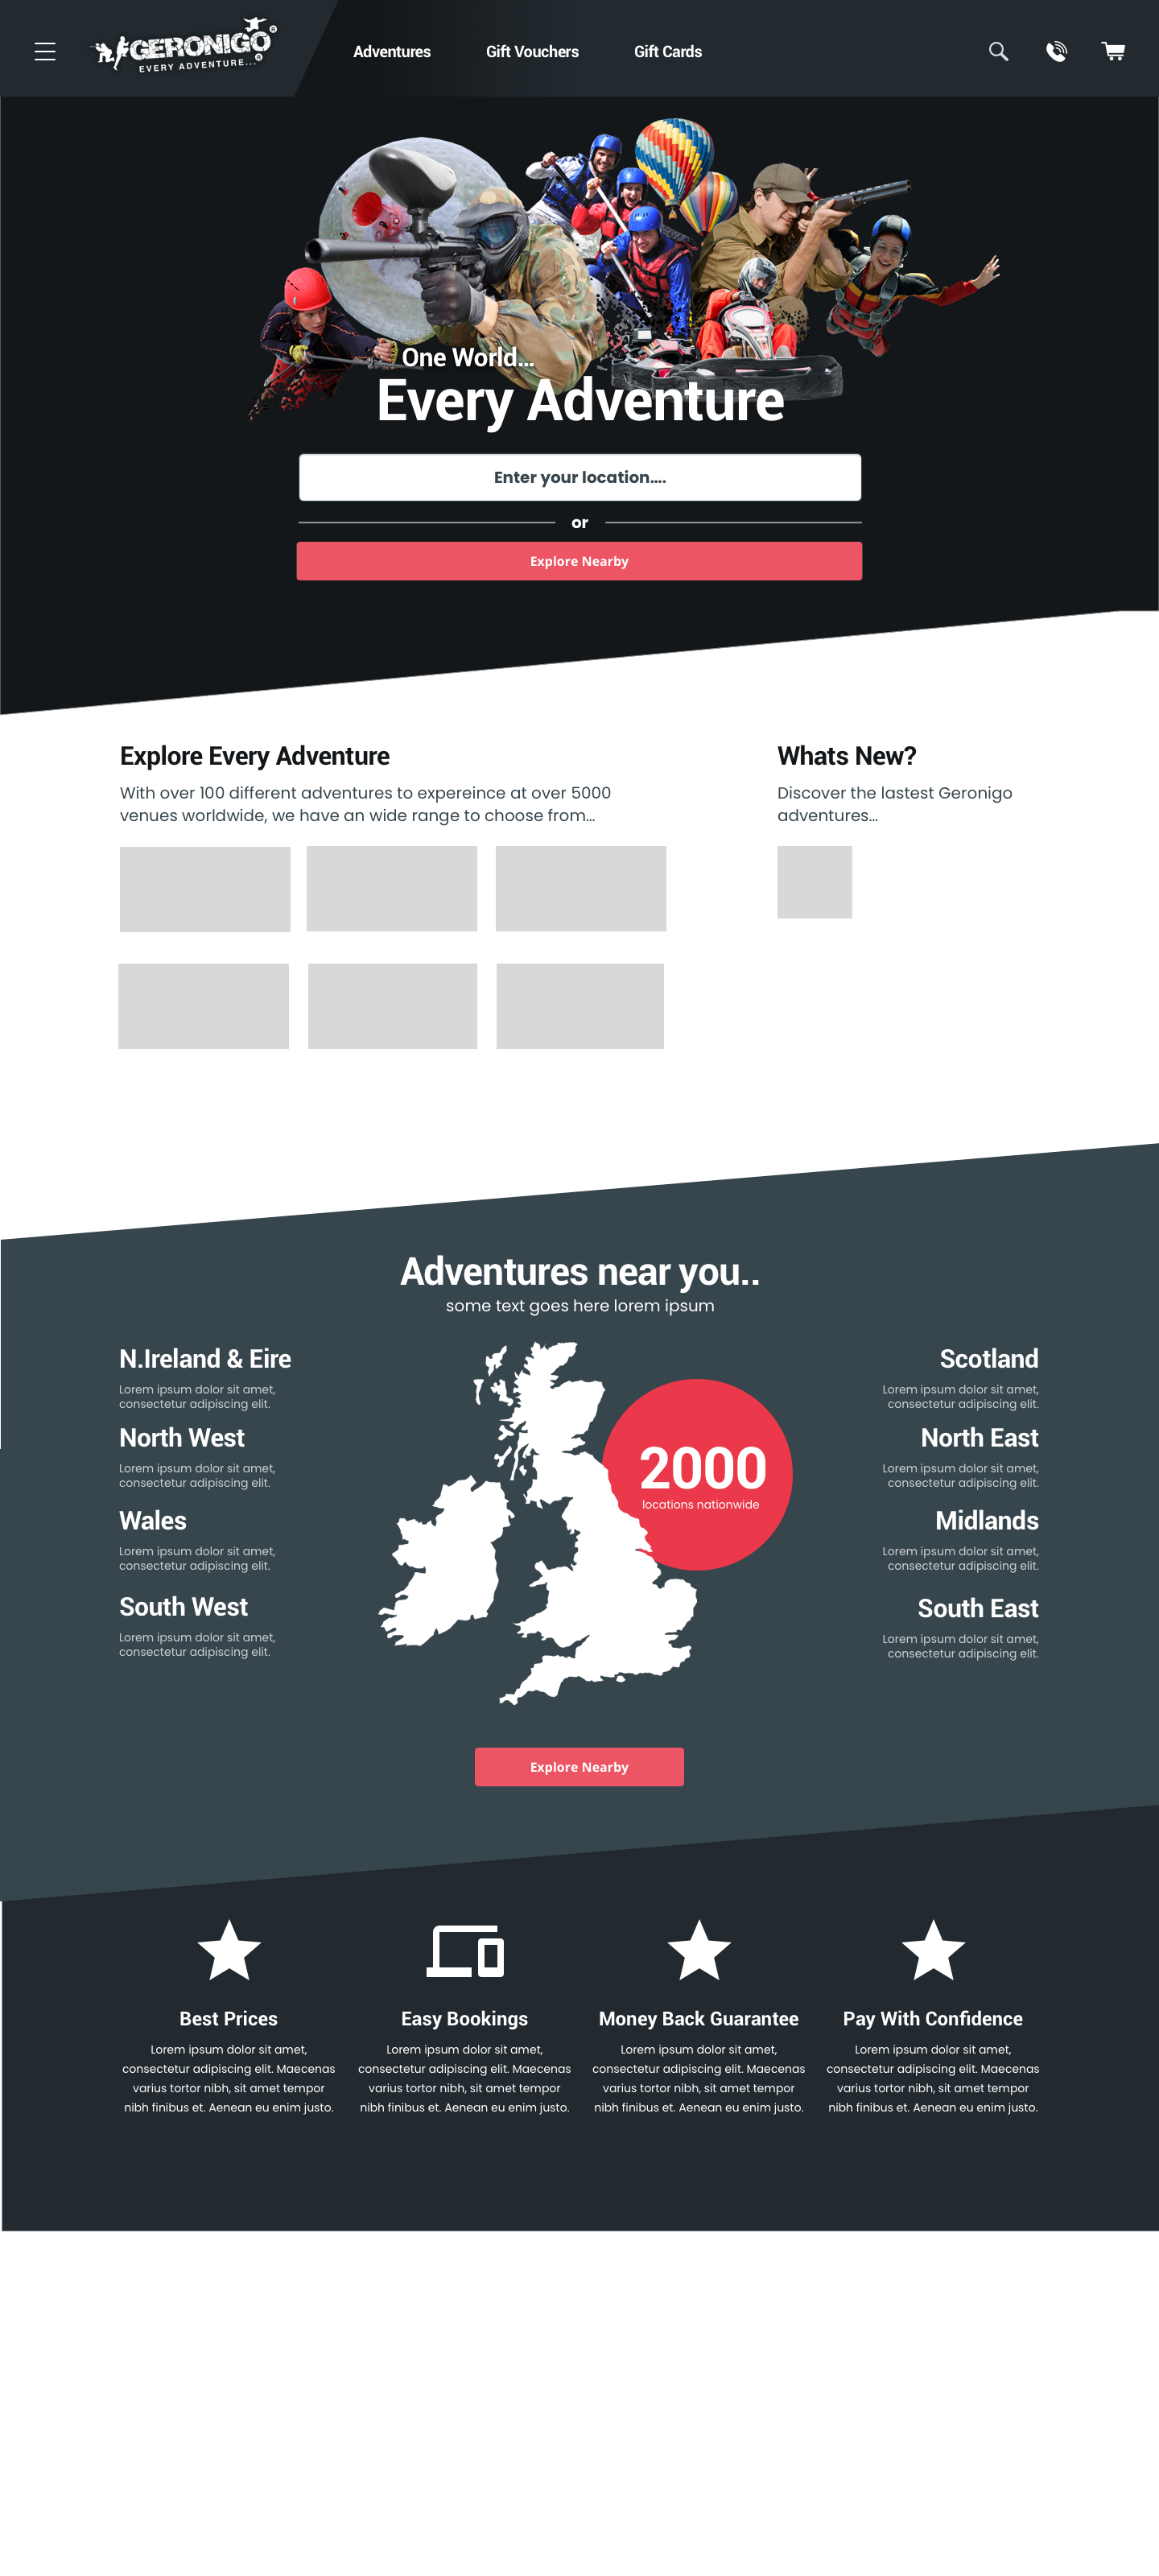 GERONIGO
EVERY ADVENTURE...
Adventures
Gift Vouchers
Gift Cards
One World...
Every Adventure
Enter your location....
or
Explore Nearby
Explore Every Adventure
With over 100 different adventures to expereince at over 5000
venues worldwide, we have an wide range to choose from...
Whats New?
Discover the lastest Geronigo
adventures...
Adventures near you..
some text goes here lorem ipsum
N.Ireland & Eire
Lorem ipsum dolor sit amet,
consectetur adipiscing elit.
North West
Lorem ipsum dolor sit amet,
consectetur adipiscing elit.
Wales
Lorem ipsum dolor sit amet,
consectetur adipiscing elit.
South West
Lorem ipsum dolor sit amet,
consectetur adipiscing elit.
2000
locations nationwide
Scotland
Lorem ipsum dolor sit amet,
consectetur adipiscing elit.
North East
Lorem ipsum dolor sit amet,
consectetur adipiscing elit.
Midlands
Lorem ipsum dolor sit amet,
consectetur adipiscing elit.
South East
Lorem ipsum dolor sit amet,
consectetur adipiscing elit.
Explore Nearby
Best Prices
Lorem ipsum dolor sit amet,
consectetur adipiscing elit. Maecenas
varius tortor nibh, sit amet tempor
nibh finibus et. Aenean eu enim justo.
Easy Bookings
Lorem ipsum dolor sit amet,
consectetur adipiscing elit. Maecenas
varius tortor nibh, sit amet tempor
nibh finibus et. Aenean eu enim justo.
Money Back Guarantee
Lorem ipsum dolor sit amet,
consectetur adipiscing elit. Maecenas
varius tortor nibh, sit amet tempor
nibh finibus et. Aenean eu enim justo.
Pay With Confidence
Lorem ipsum dolor sit amet,
consectetur adipiscing elit. Maecenas
varius tortor nibh, sit amet tempor
nibh finibus et. Aenean eu enim justo.